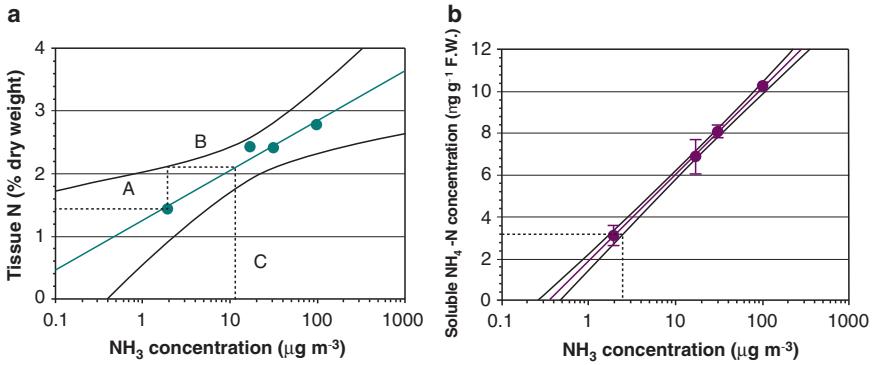 a
Tissue N (% dry weight)
4
3
2
1
0
A
B
C
0.1 1 10 100 1000
NH₃ concentration (µg m⁻³)
b
Soluble NH₄ -N concentration (ng g⁻¹ F.W.)
12
10
8
6
4
2
0
0.1 1 10 100 1000
NH₃ concentration (µg m⁻³)